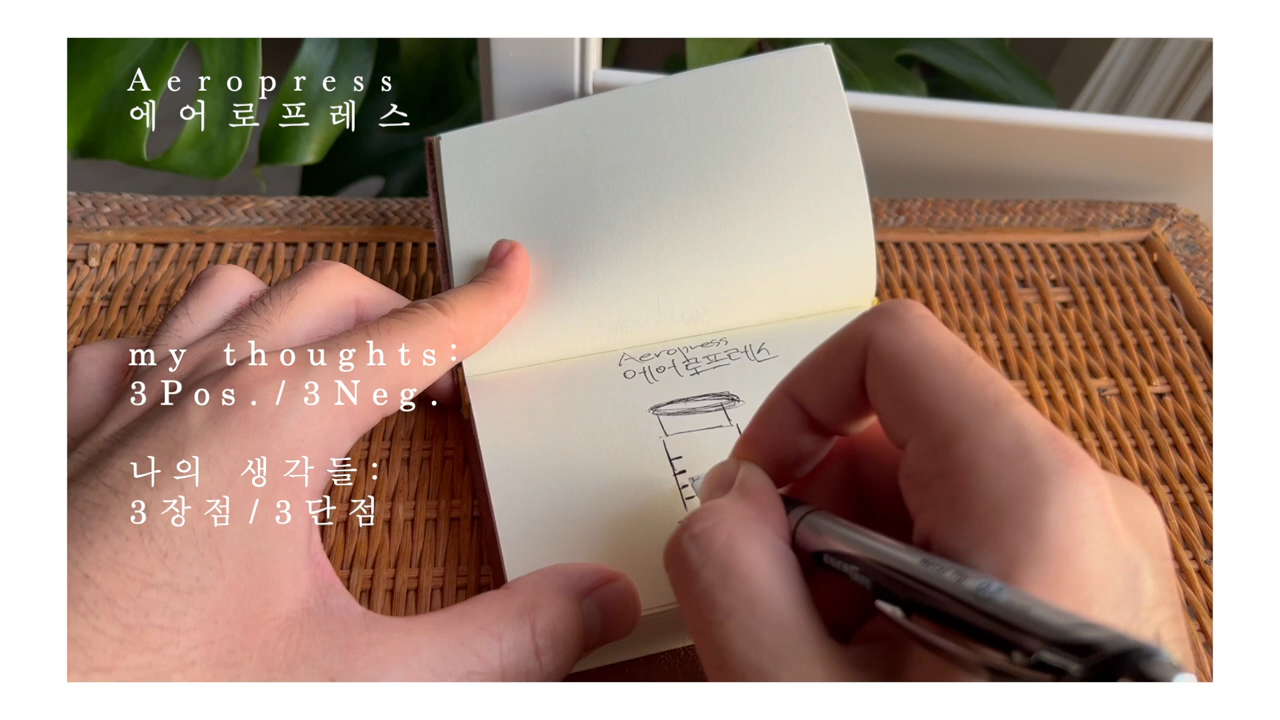 Aeropress
에어로프레스
my thoughts:
3Pos./3Neg.
나의 생각들:
3장점/3단점
Aeropress
에어로프레스